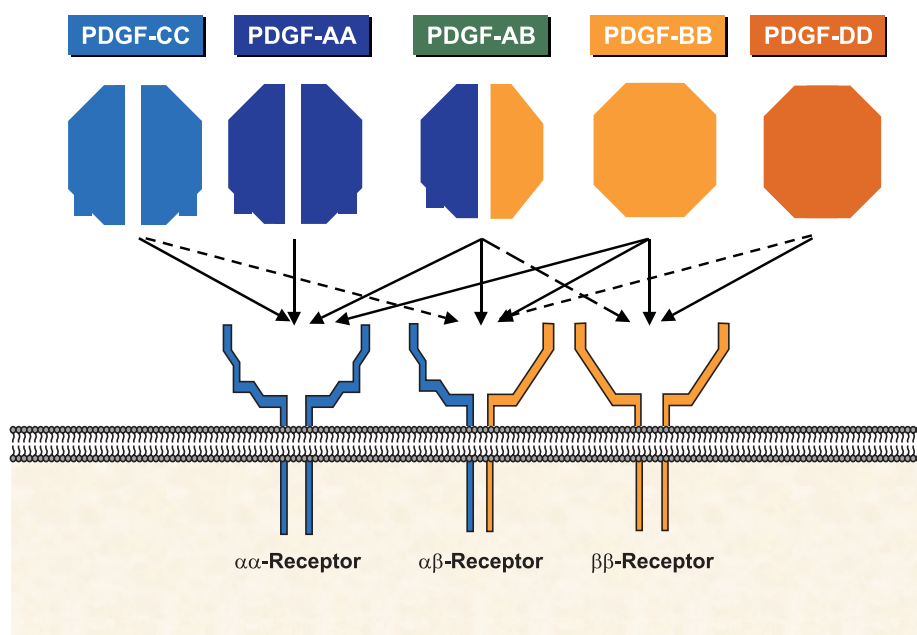 PDGF-CC
PDGF-AA
PDGF-AB
PDGF-BB
PDGF-DD
αα-Receptor
αβ-Receptor
ββ-Receptor